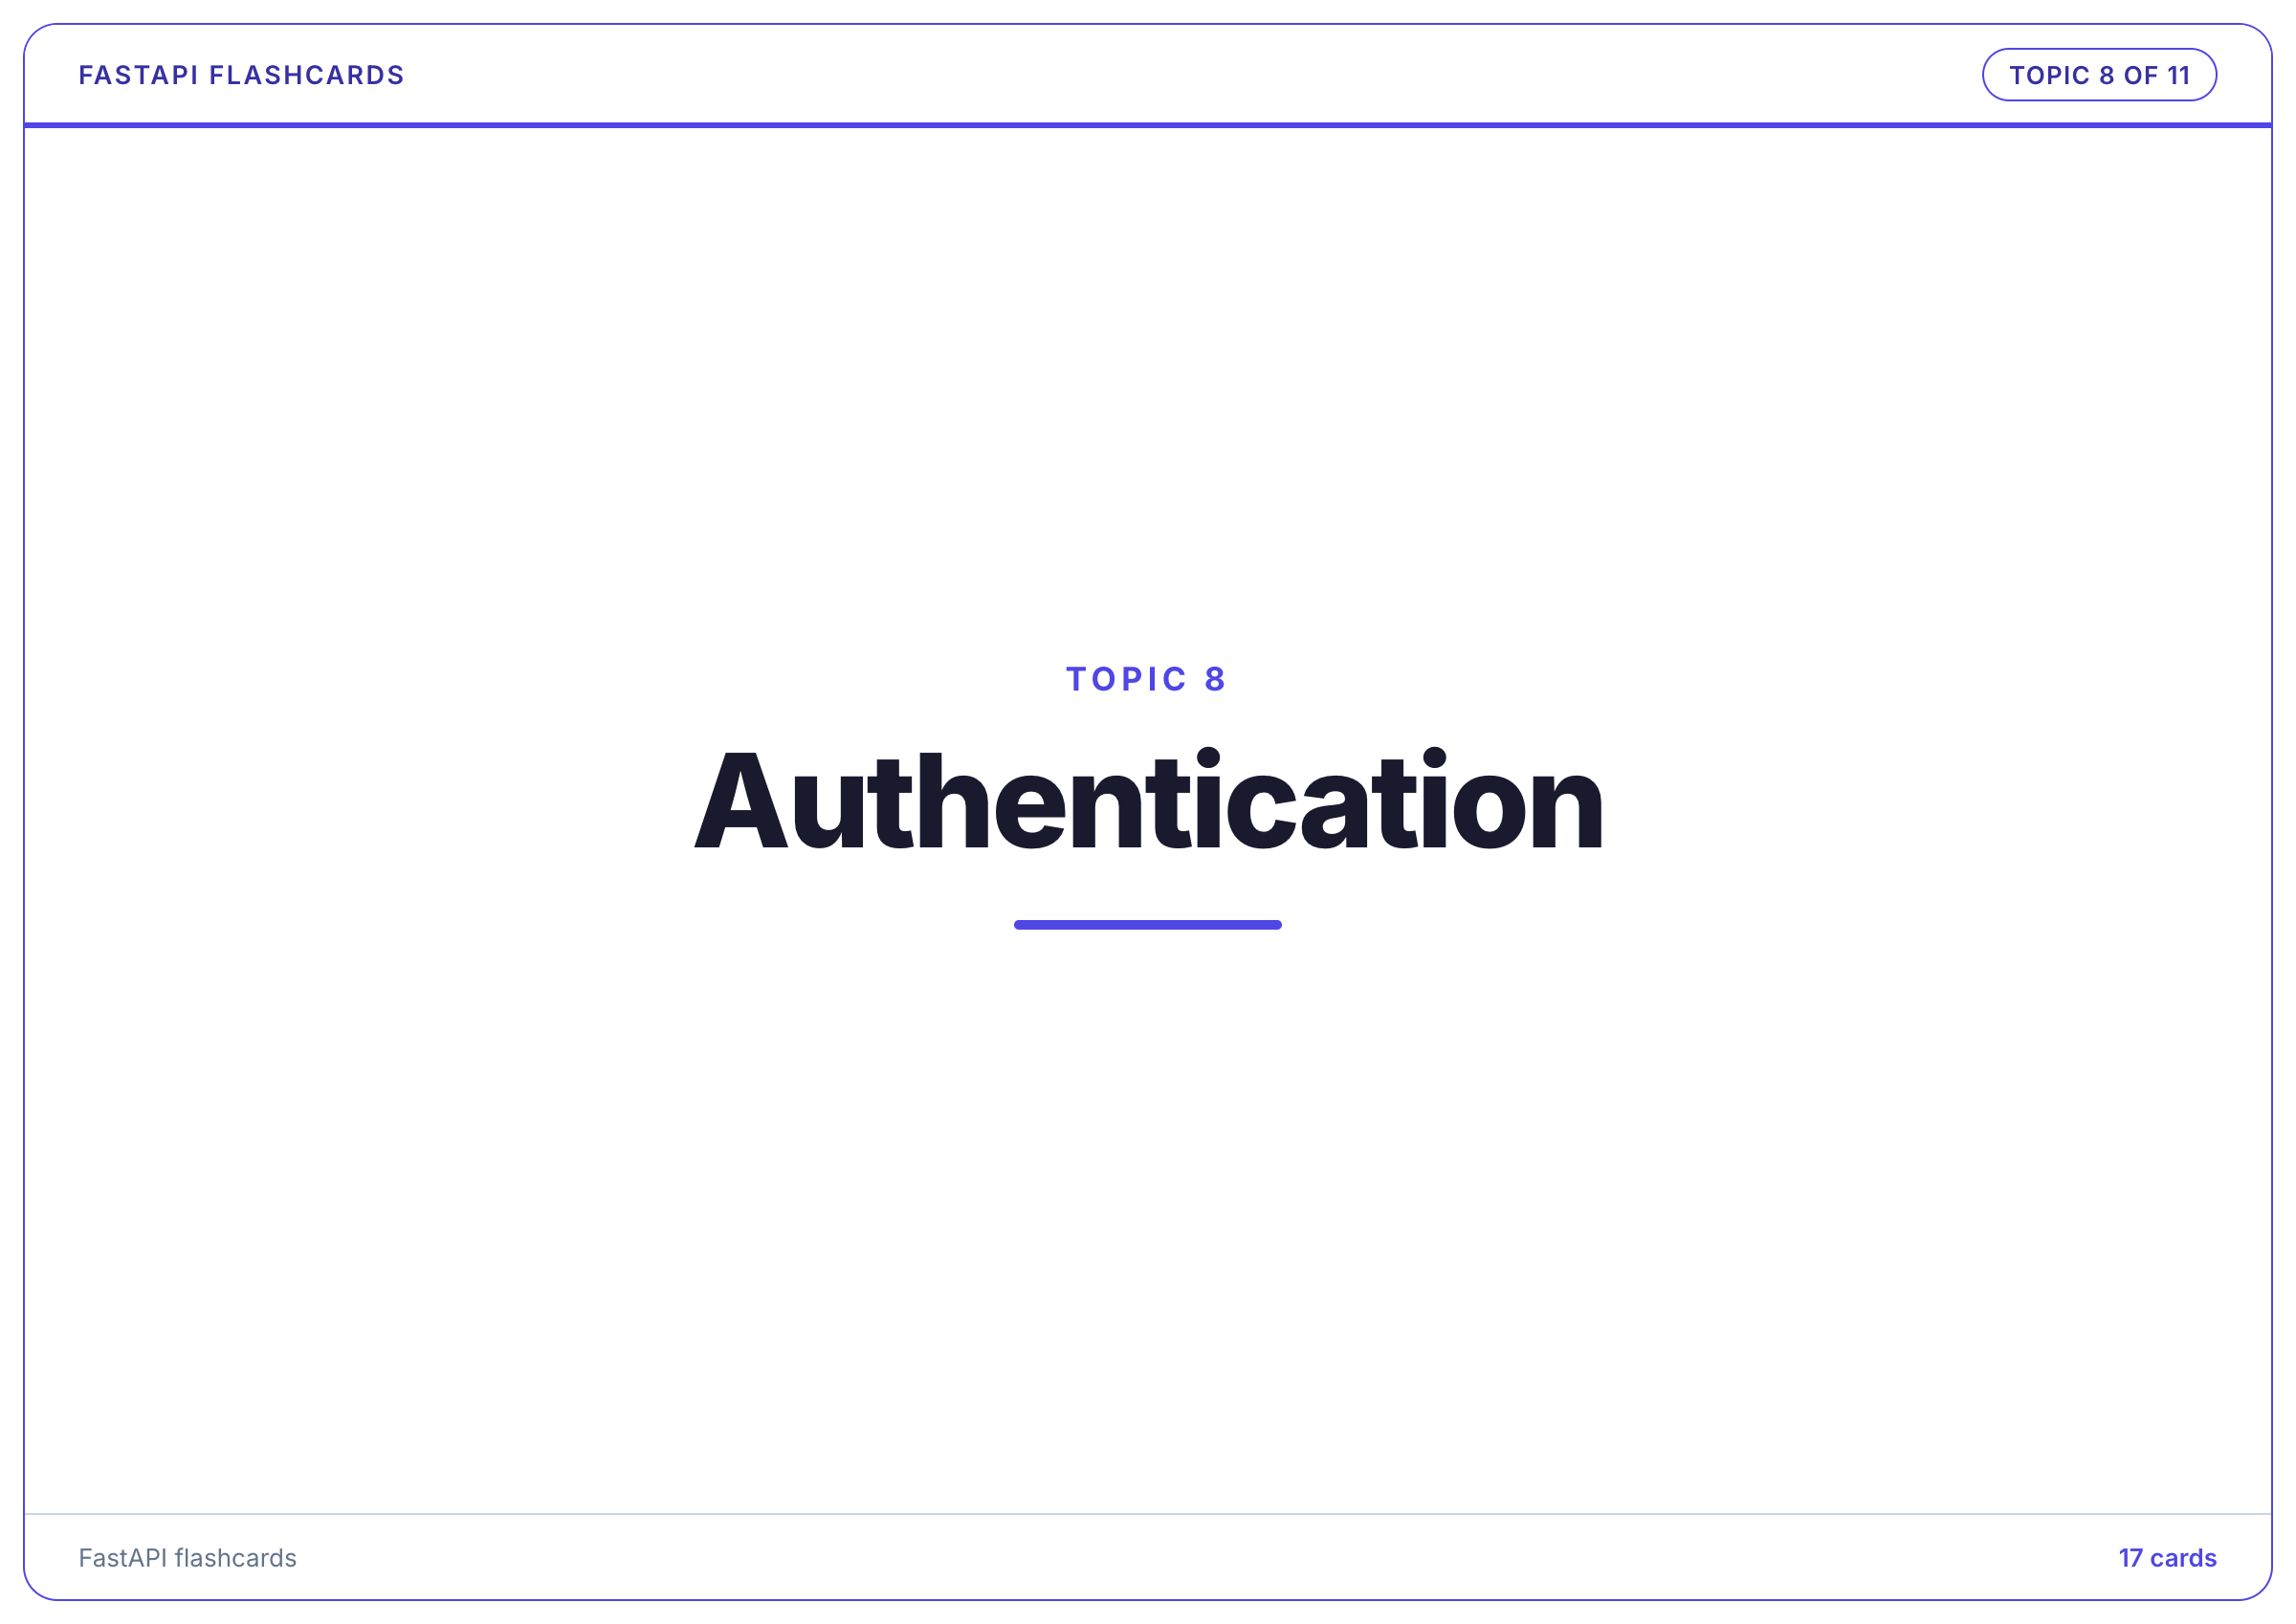 FASTAPI FLASHCARDS
TOPIC 8 OF 11
TOPIC 8
Authentication
FastAPI flashcards
17 cards